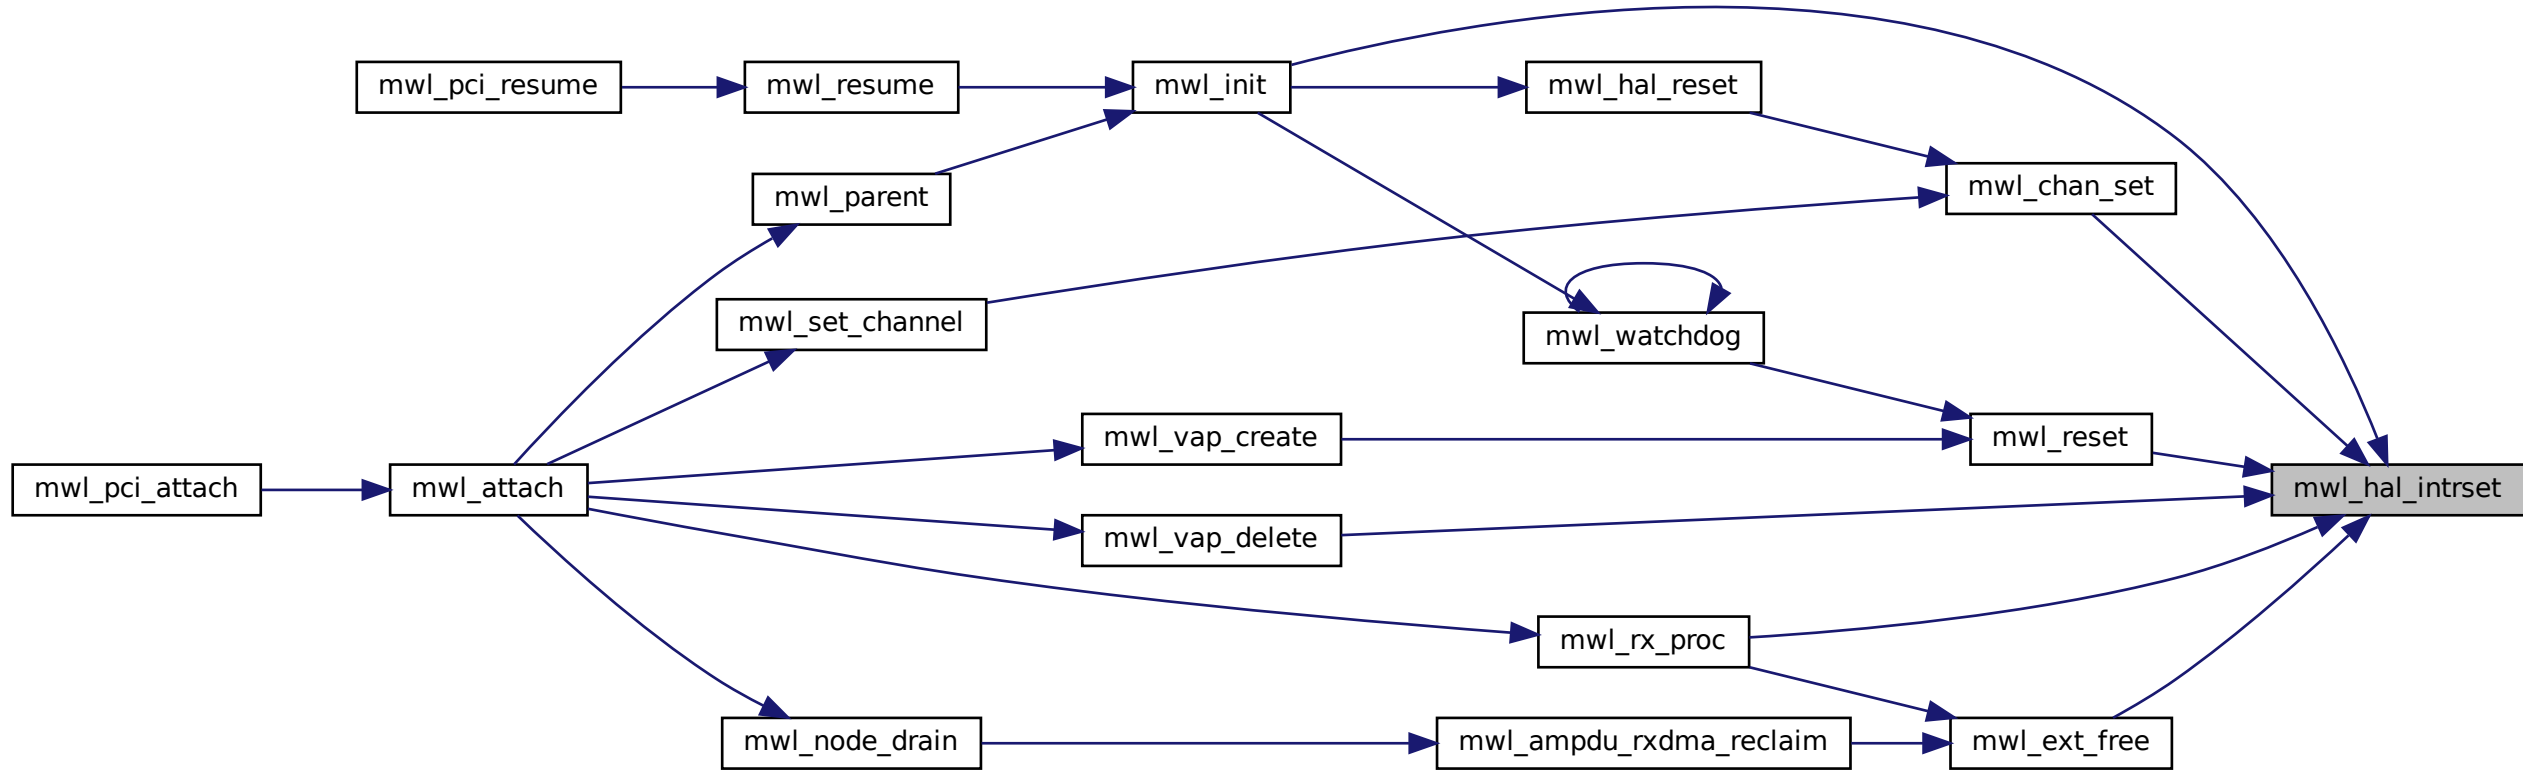 mwl_pci_resume
mwl_resume
mwl_init
mwl_hal_reset
mwl_parent
mwl_chan_set
mwl_set_channel
mwl_watchdog
mwl_vap_create
mwl_reset
mwl_pci_attach
mwl_attach
mwl_hal_intrset
mwl_vap_delete
mwl_rx_proc
mwl_node_drain
mwl_ampdu_rxdma_reclaim
mwl_ext_free